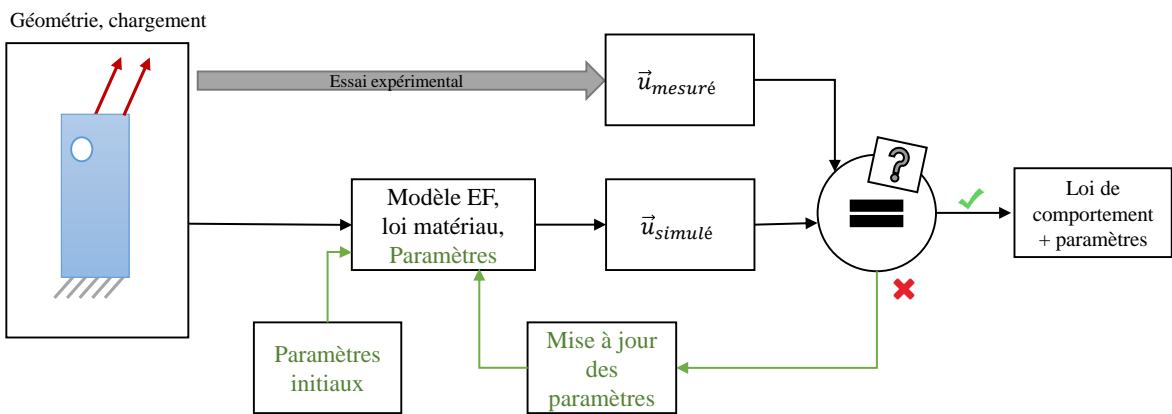 Géométrie, chargement
Essai expérimental
u⃗ mesuré
Modèle EF,
loi matériau,
Paramètres
u⃗ simulé
?
=
Loi de
comportement
+ paramètres
Paramètres
initiaux
Mise à jour
des
paramètres